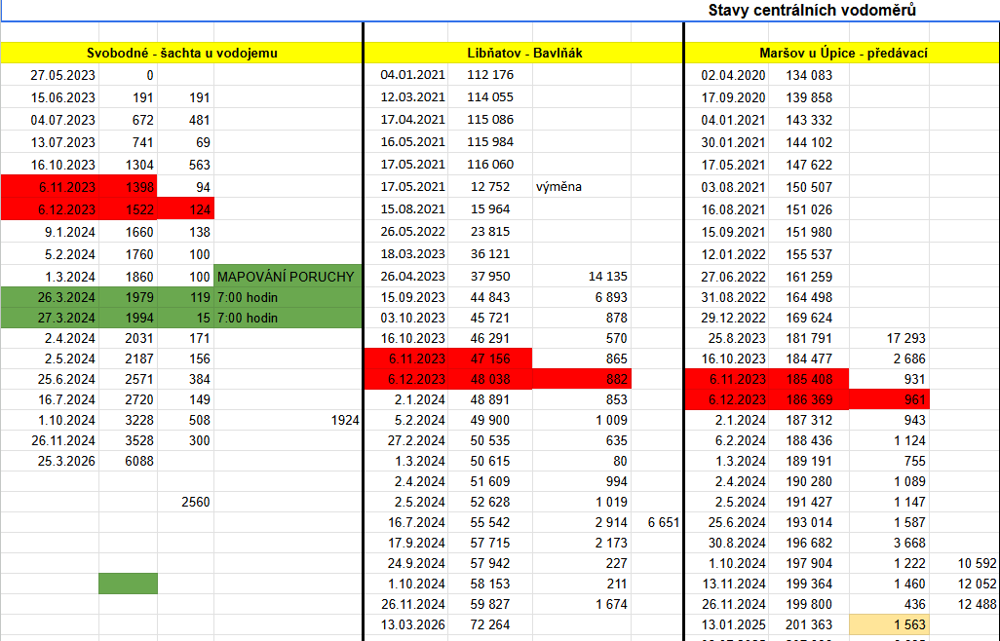 Stavy centrálních vodoměrů
Svobodné - šachta u vodojemu Libňatov - Bavlňák Maršov u Úpice - předávací
27.05.2023 0 04.01.2021 112 176 02.04.2020 134 083
15.06.2023 191 191 12.03.2021 114 055 17.09.2020 139 858
04.07.2023 672 481 17.04.2021 115 086 04.01.2021 143 332
13.07.2023 741 69 16.05.2021 115 984 30.01.2021 144 102
16.10.2023 1304 563 17.05.2021 116 060 17.05.2021 147 622
6.11.2023 1398 94 17.05.2021 12 752 výměna 03.08.2021 150 507
6.12.2023 1522 124 15.08.2021 15 964 16.08.2021 151 026
9.1.2024 1660 138 26.05.2022 23 815 15.09.2021 151 980
5.2.2024 1760 100 18.03.2023 36 121 12.01.2022 155 537
1.3.2024 1860 100 MAPOVÁNÍ PORUCHY 26.04.2023 37 950 14 135 27.06.2022 161 259
26.3.2024 1979 119 7:00 hodin 15.09.2023 44 843 6 893 31.08.2022 164 498
27.3.2024 1994 15 7:00 hodin 03.10.2023 45 721 878 29.12.2022 169 624
2.4.2024 2031 171 16.10.2023 46 291 570 25.8.2023 181 791 17 293
2.5.2024 2187 156 6.11.2023 47 156 865 16.10.2023 184 477 2 686
25.6.2024 2571 384 6.12.2023 48 038 882 6.11.2023 185 408 931
16.7.2024 2720 149 2.1.2024 48 891 853 6.12.2023 186 369 961
1.10.2024 3228 508 1924 5.2.2024 49 900 1 009 2.1.2024 187 312 943
26.11.2024 3528 300 27.2.2024 50 535 635 6.2.2024 188 436 1 124
25.3.2026 6088 1.3.2024 50 615 80 1.3.2024 189 191 755
2.4.2024 51 609 994 2.4.2024 190 280 1 089
2560 2.5.2024 52 628 1 019 2.5.2024 191 427 1 147
16.7.2024 55 542 2 914 6 651 25.6.2024 193 014 1 587
17.9.2024 57 715 2 173 30.8.2024 196 682 3 668
24.9.2024 57 942 227 1.10.2024 197 904 1 222 10 592
1.10.2024 58 153 211 13.11.2024 199 364 1 460 12 052
26.11.2024 59 827 1 674 26.11.2024 199 800 436 12 488
13.03.2026 72 264 13.01.2025 201 363 1 563